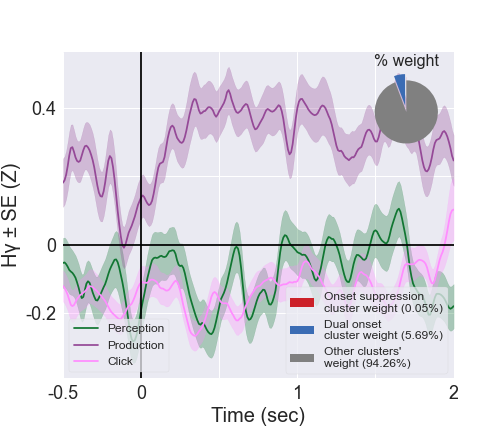 % weight
0.4
0
-0.2
Hγ ± SE (Z)
Perception
Production
Click
Onset suppression
cluster weight (0.05%)
Dual onset
cluster weight (5.69%)
Other clusters'
weight (94.26%)
-0.5
0
1
2
Time (sec)